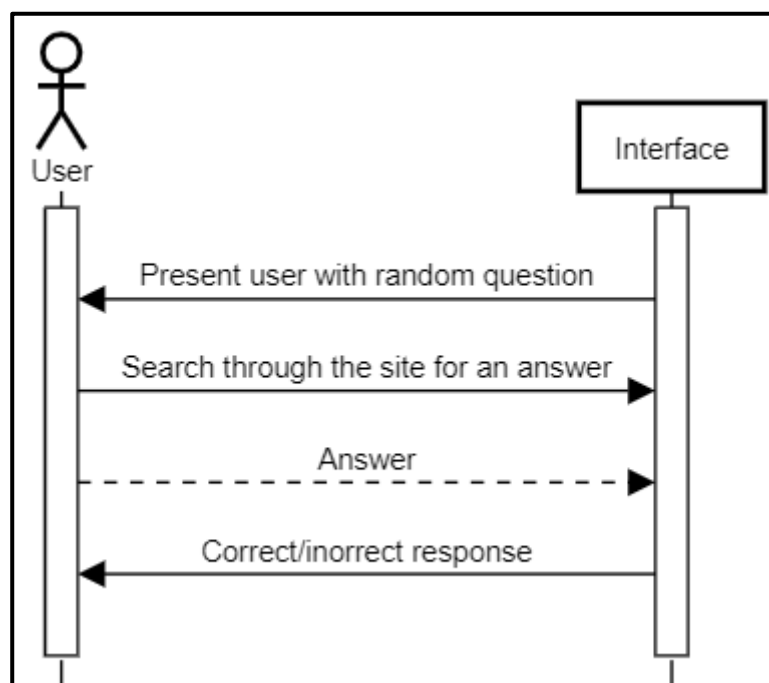 User
Interface
Present user with random question
Search through the site for an answer
Answer
Correct/inorrect response